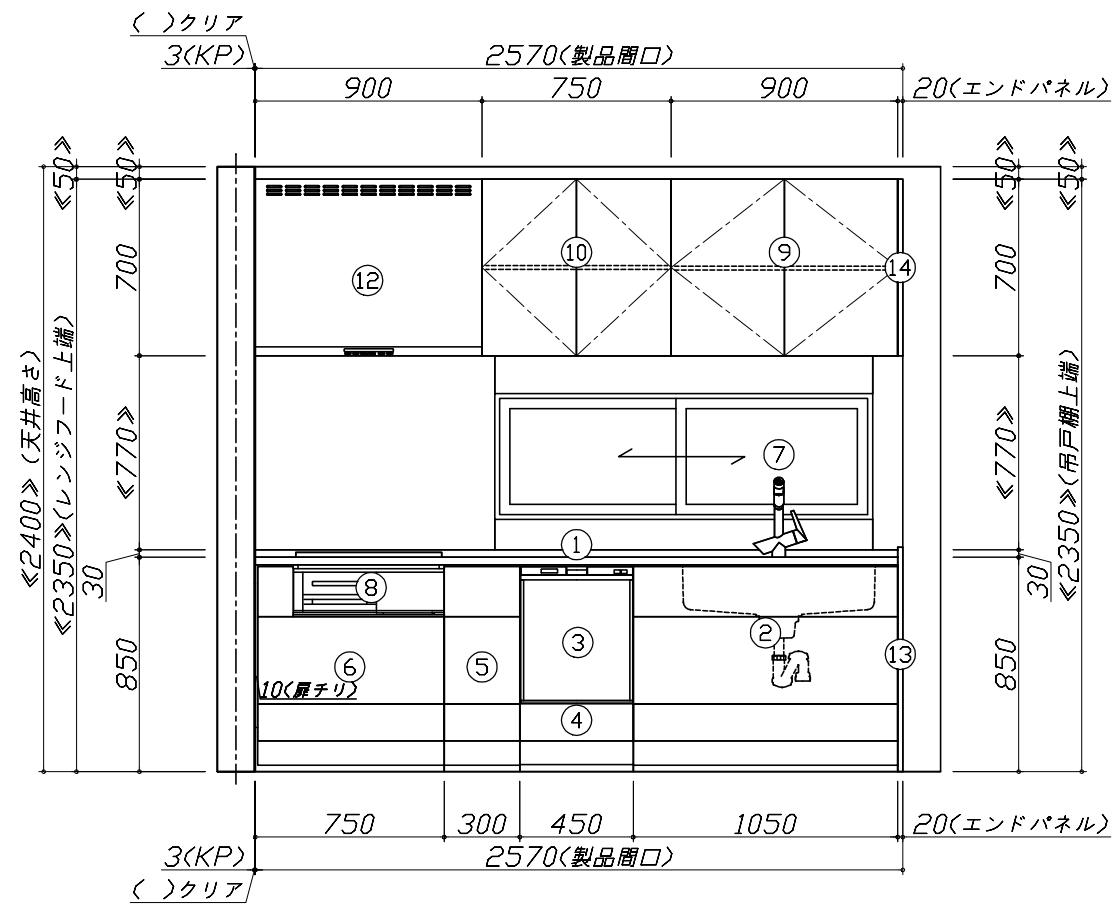 ( )クリア
3(KP)
2570(製品間口)
900
750
900
20(エンドパネル)
≪50≫
≪50≫
≪50≫
≪50≫
700
700
⑫
⑩
⑨
⑭
≪2400≫(天井高さ)
≪2350≫(レンジフード上端)
≪770≫
≪770≫
≪2350≫(吊戸棚上端)
⑦
①
30
30
⑧
②
③
⑬
⑥
⑤
850
850
10(扉チリ)
④
750
300
450
1050
20(エンドパネル)
3(KP)
2570(製品間口)
( )クリア